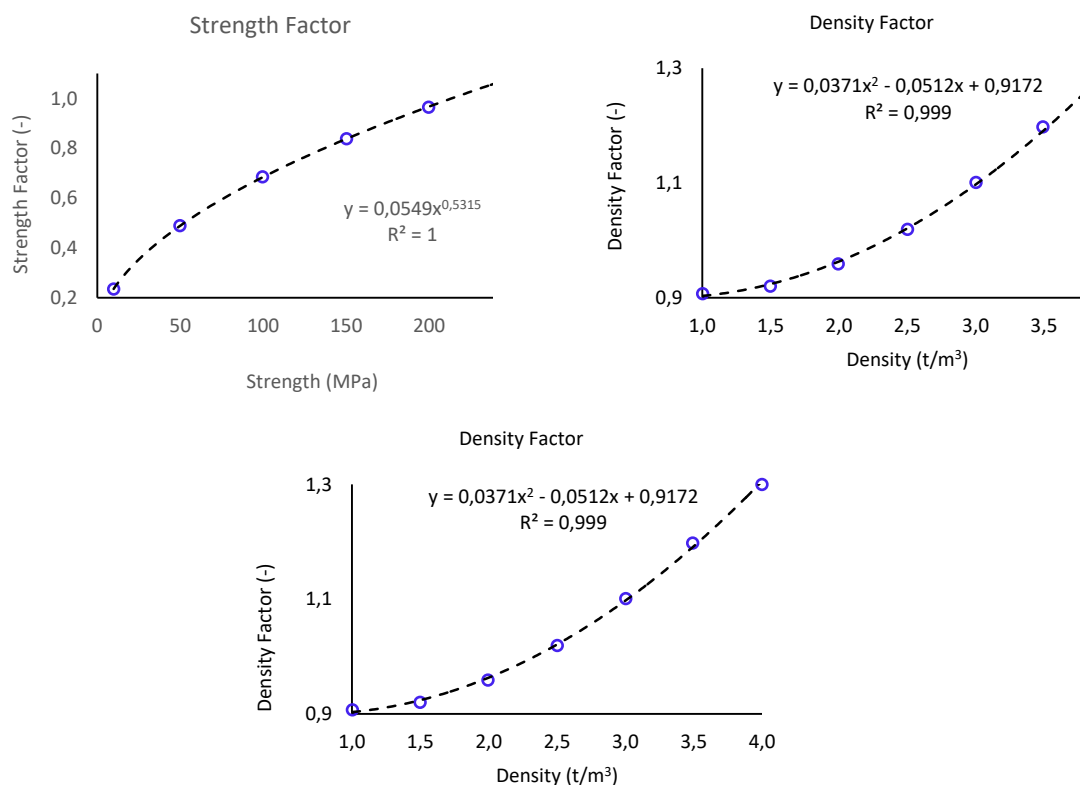 Strength Factor
Strength Factor (-)
1,0
0,8
0,6
0,4
0,2
y = 0,0549x^0,5315
R² = 1
0 50 100 150 200
Strength (MPa)
Density Factor
Density Factor (-)
1,3
1,1
0,9
y = 0,0371x² - 0,0512x + 0,9172
R² = 0,999
1,0 1,5 2,0 2,5 3,0 3,5
Density (t/m³)
Density Factor
Density Factor (-)
1,3
1,1
0,9
y = 0,0371x² - 0,0512x + 0,9172
R² = 0,999
1,0 1,5 2,0 2,5 3,0 3,5 4,0
Density (t/m³)